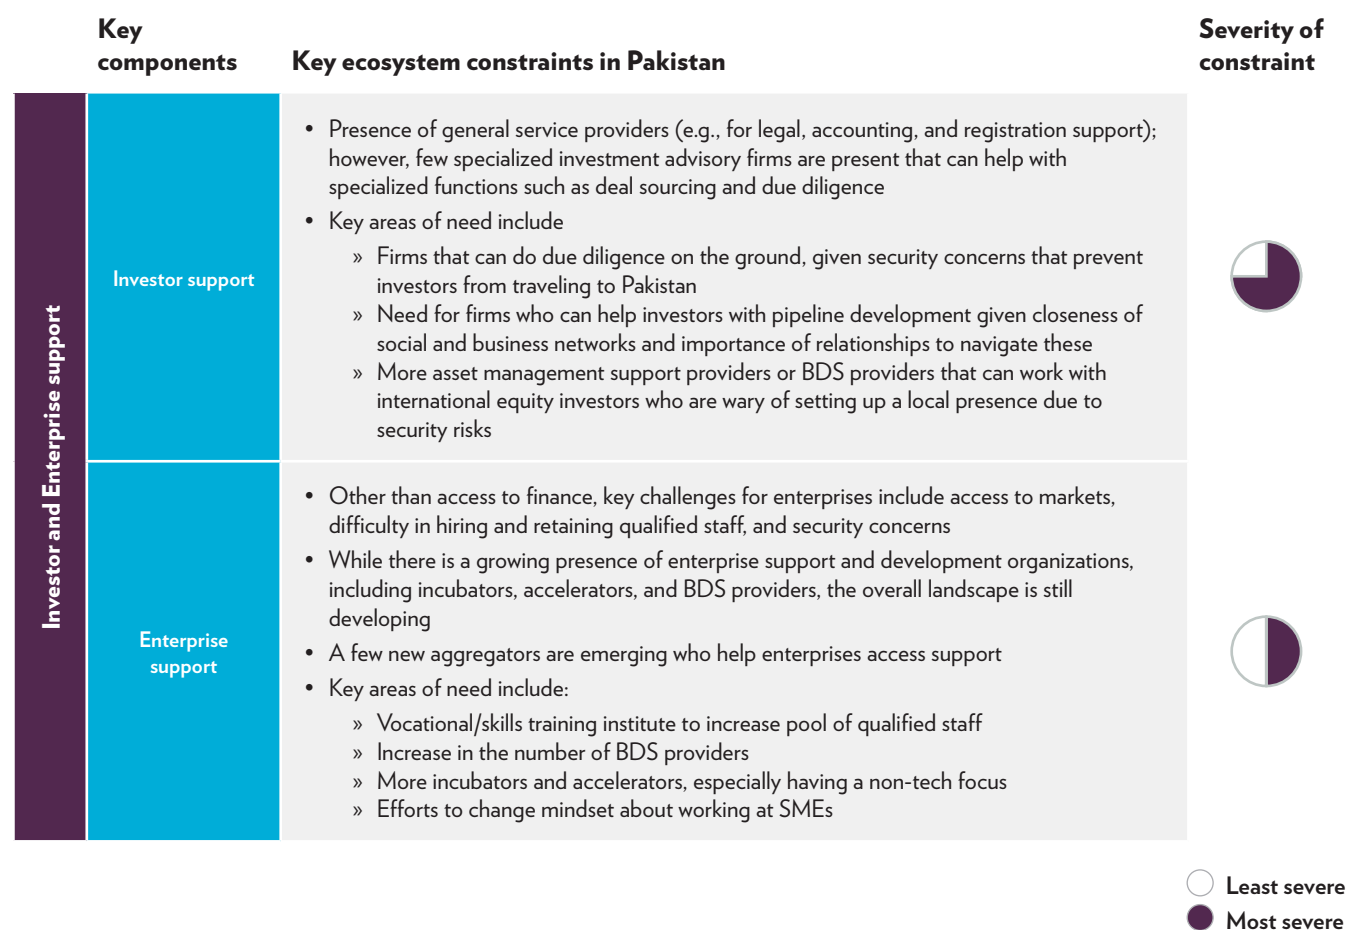 Key
components
Key ecosystem constraints in Pakistan
Severity of
constraint
Investor and Enterprise support
Investor support
• Presence of general service providers (e.g., for legal, accounting, and registration support);
however, few specialized investment advisory firms are present that can help with
specialized functions such as deal sourcing and due diligence
• Key areas of need include
» Firms that can do due diligence on the ground, given security concerns that prevent
investors from traveling to Pakistan
» Need for firms who can help investors with pipeline development given closeness of
social and business networks and importance of relationships to navigate these
» More asset management support providers or BDS providers that can work with
international equity investors who are wary of setting up a local presence due to
security risks
Enterprise
support
• Other than access to finance, key challenges for enterprises include access to markets,
difficulty in hiring and retaining qualified staff, and security concerns
• While there is a growing presence of enterprise support and development organizations,
including incubators, accelerators, and BDS providers, the overall landscape is still
developing
• A few new aggregators are emerging who help enterprises access support
• Key areas of need include:
» Vocational/skills training institute to increase pool of qualified staff
» Increase in the number of BDS providers
» More incubators and accelerators, especially having a non-tech focus
» Efforts to change mindset about working at SMEs
Least severe
Most severe